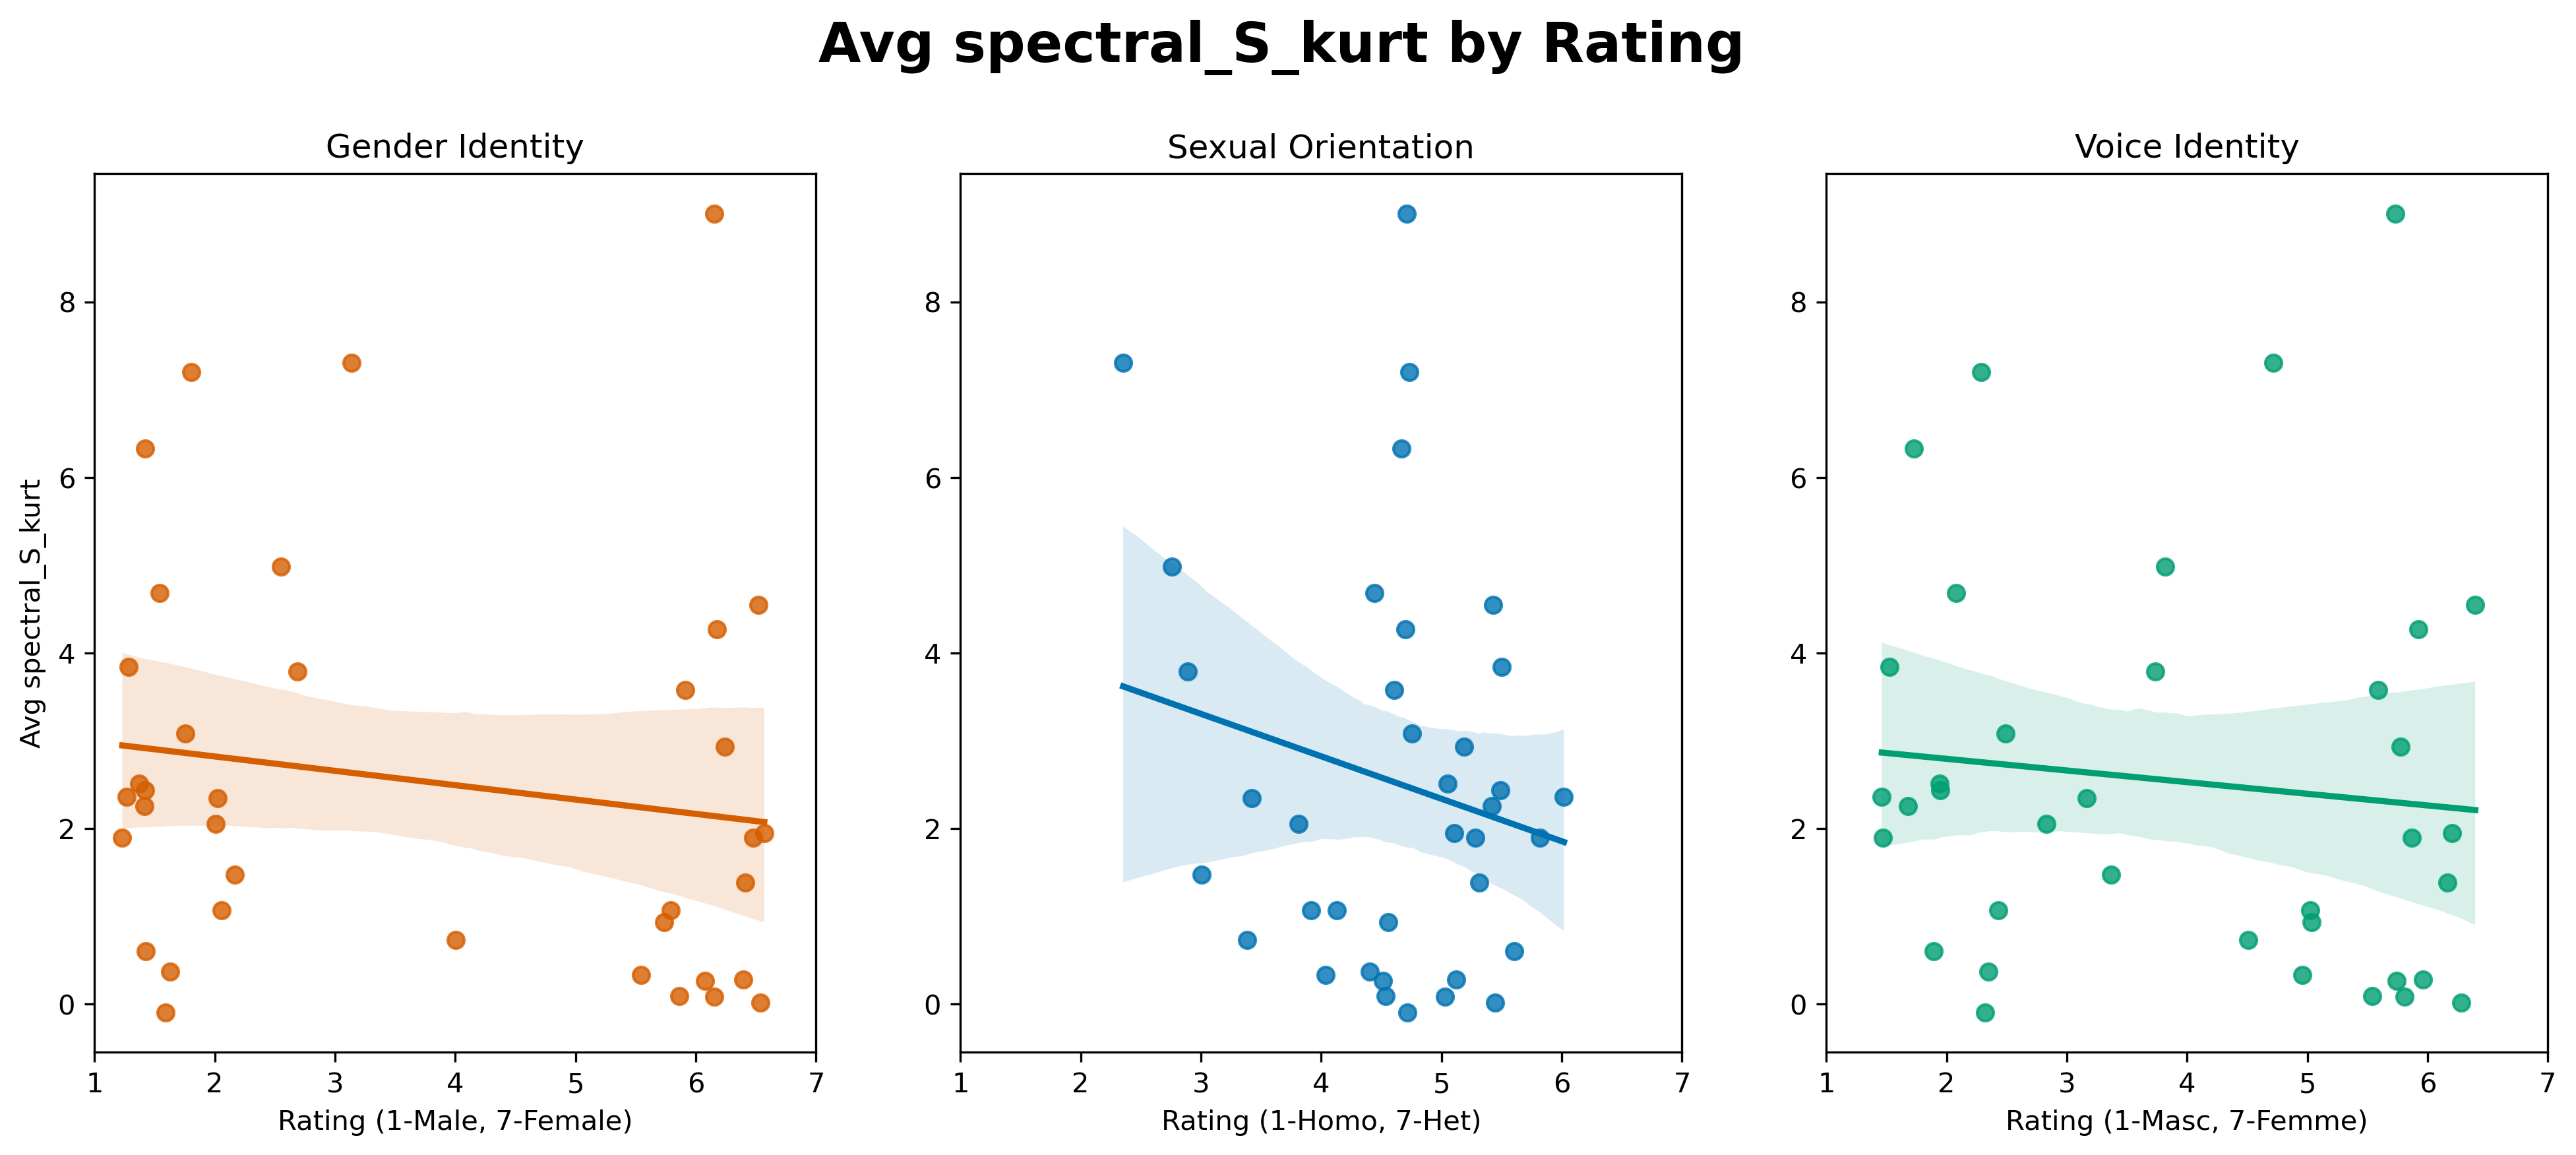 Avg spectral_S_kurt by Rating
Gender Identity
Sexual Orientation
Voice Identity
Avg spectral_S_kurt
8
6
4
2
0
8
6
4
2
0
8
6
4
2
0
1 2 3 4 5 6 7
1 2 3 4 5 6 7
1 2 3 4 5 6 7
Rating (1-Male, 7-Female)
Rating (1-Homo, 7-Het)
Rating (1-Masc, 7-Femme)